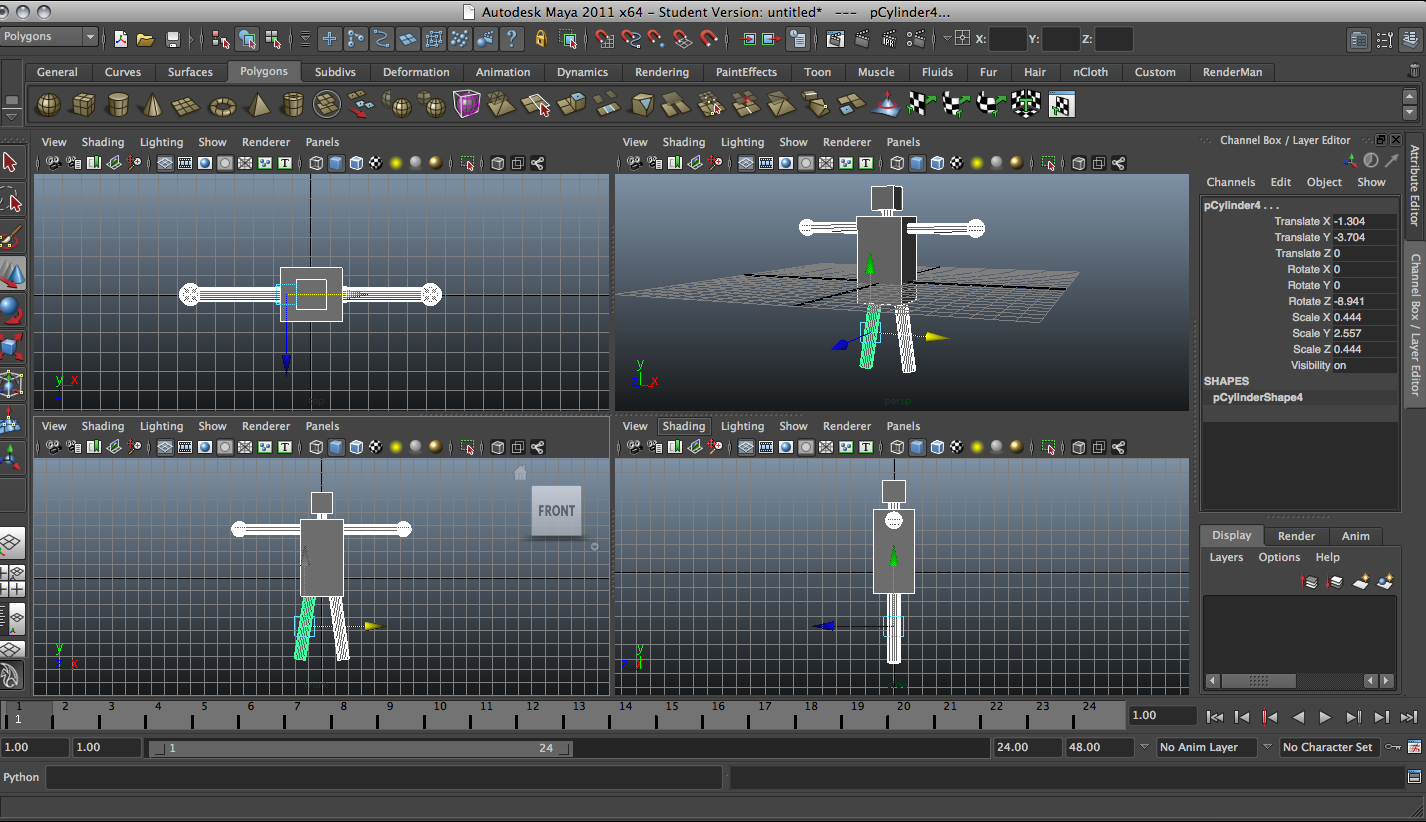 Autodesk Maya 2011 x64 - Student Version: untitled* --- pCylinder4...
Polygons X: Y: Z:
General Curves Surfaces Polygons Subdivs Deformation Animation Dynamics Rendering PaintEffects Toon Muscle Fluids Fur Hair nCloth Custom RenderMan
View Shading Lighting Show Renderer Panels
View Shading Lighting Show Renderer Panels
Channel Box / Layer Editor
Channels Edit Object Show
pCylinder4 . . .
Translate X -1.304
Translate Y -3.704
Translate Z 0
Rotate X 0
Rotate Y 0
Rotate Z -8.941
Scale X 0.444
Scale Y 2.557
Scale Z 0.444
Visibility on
SHAPES
pCylinderShape4
Attribute Editor
Channel Box / Layer Editor
y x
top
y
z x
persp
View Shading Lighting Show Renderer Panels
View Shading Lighting Show Renderer Panels
FRONT
y
z x
y
z
Display Render Anim
Layers Options Help
1 2 3 4 5 6 7 8 9 10 11 12 13 14 15 16 17 18 19 20 21 22 23 24
1
1.00
1.00 1.00 1 24 24.00 48.00 No Anim Layer No Character Set
Python